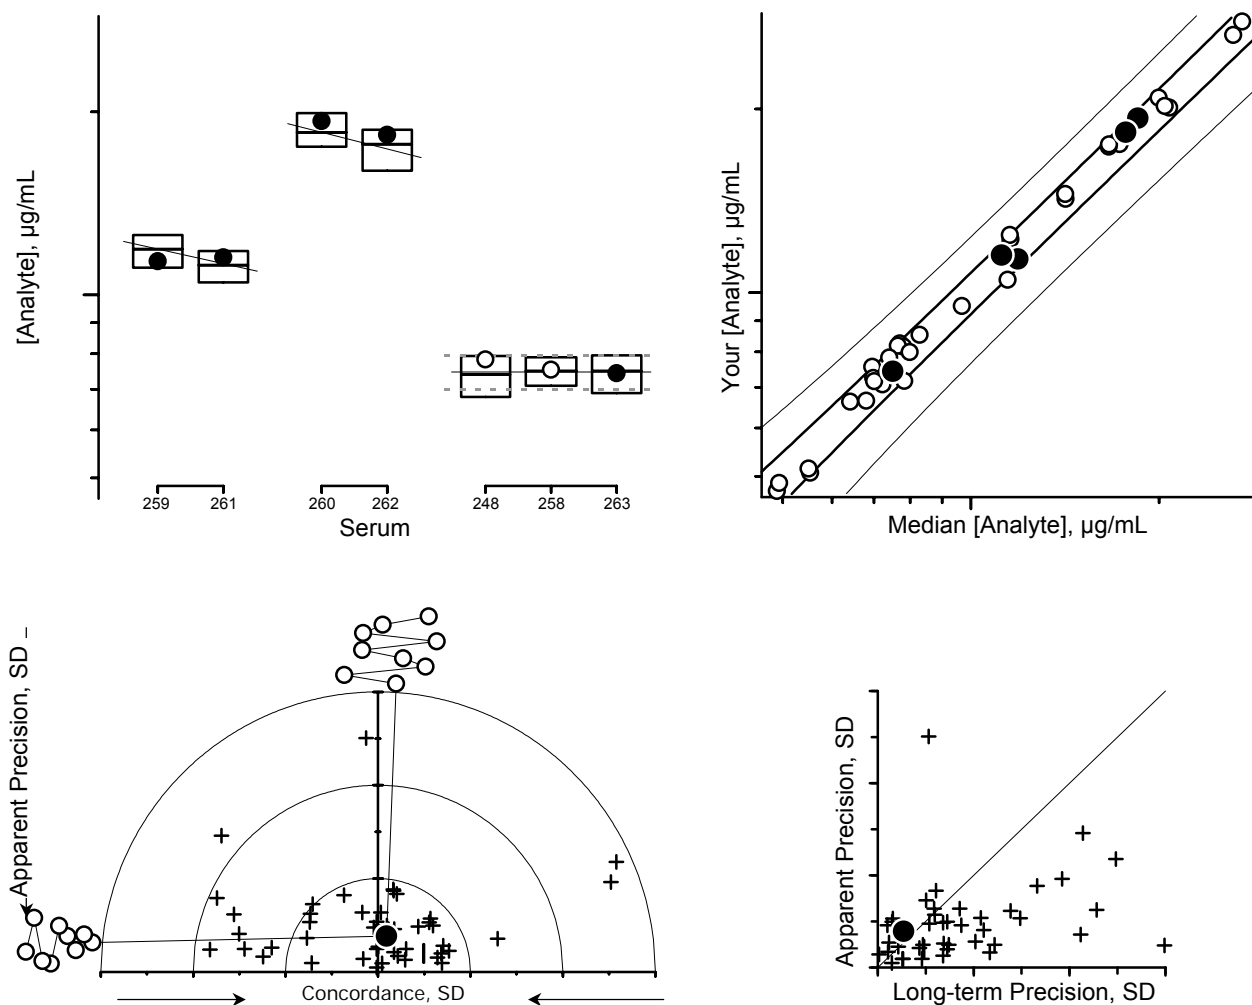 [Analyte], µg/mL
259
261
260
262
248
258
263
Serum
Your [Analyte], µg/mL
Median [Analyte], µg/mL
Apparent Precision, SD
Concordance, SD
Apparent Precision, SD
Long-term Precision, SD